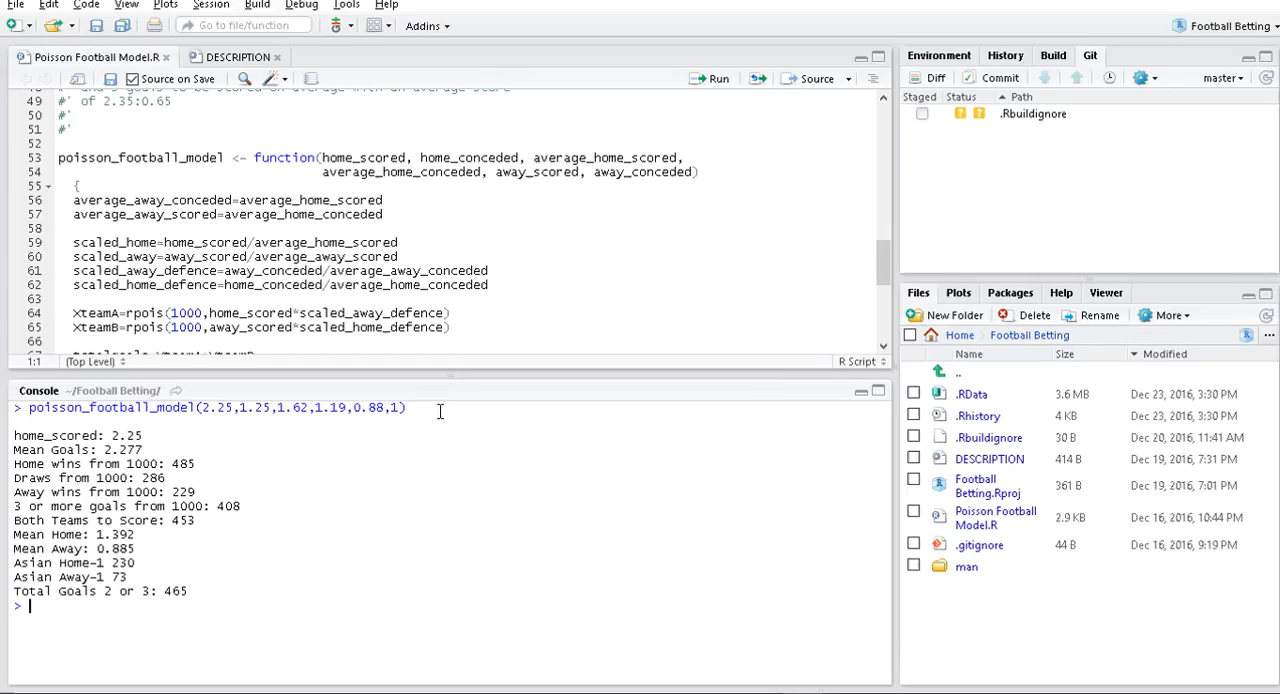 File Edit Code View Plots Session Build Debug Tools Help
Go to file/function Addins Football Betting
Poisson Football Model.R DESCRIPTION
Source on Save Run Source
49 #' of 2.35:0.65
50 #'
51 #'
52
53 poisson_football_model <- function(home_scored, home_conceded, average_home_scored,
54 average_home_conceded, away_scored, away_conceded)
55 {
56 average_away_conceded=average_home_scored
57 average_away_scored=average_home_conceded
58
59 scaled_home=home_scored/average_home_scored
60 scaled_away=away_scored/average_away_scored
61 scaled_away_defence=away_conceded/average_away_conceded
62 scaled_home_defence=home_conceded/average_home_conceded
63
64 XteamA=rpois(1000,home_scored*scaled_away_defence)
65 XteamB=rpois(1000,away_scored*scaled_home_defence)
66
1:1 (Top Level) R Script
Console ~/Football Betting/
> poisson_football_model(2.25,1.25,1.62,1.19,0.88,1)
home_scored: 2.25
Mean Goals: 2.277
Home wins from 1000: 485
Draws from 1000: 286
Away wins from 1000: 229
3 or more goals from 1000: 408
Both Teams to Score: 453
Mean Home: 1.392
Mean Away: 0.885
Asian Home-1 230
Asian Away-1 73
Total Goals 2 or 3: 465
>
Environment History Build Git
Diff Commit master
Staged Status Path
.Rbuildignore
Files Plots Packages Help Viewer
New Folder Delete Rename More
Home Football Betting
Name Size Modified
..
.RData 3.6 MB Dec 23, 2016, 3:30 PM
.Rhistory 4 KB Dec 23, 2016, 3:30 PM
.Rbuildignore 30 B Dec 20, 2016, 11:41 AM
DESCRIPTION 414 B Dec 19, 2016, 7:31 PM
Football
Betting.Rproj 361 B Dec 19, 2016, 7:01 PM
Poisson Football
Model.R 2.9 KB Dec 16, 2016, 10:44 PM
.gitignore 44 B Dec 16, 2016, 9:19 PM
man